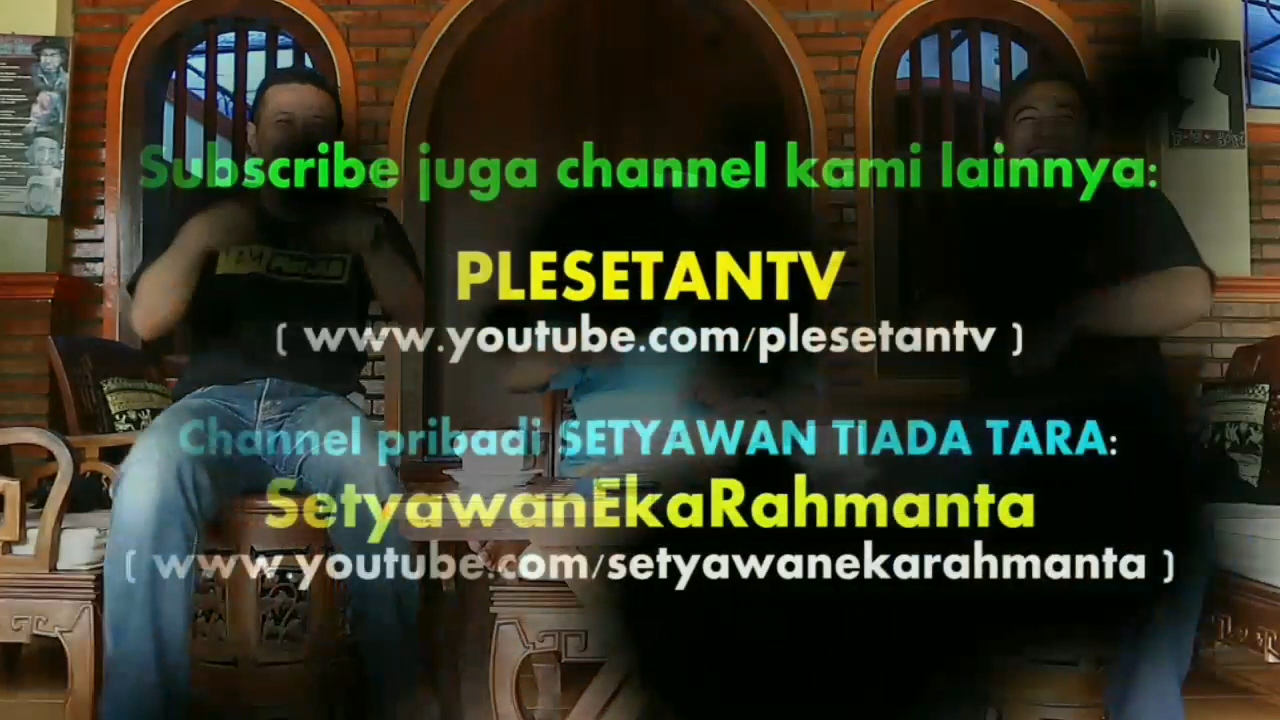 Subscribe juga channel kami lainnya:
PLESETANTV
( www.youtube.com/plesetantv )
Channel pribadi SETYAWAN TIADA TARA:
SetyawanEkaRahmanta
( www.youtube.com/setyawanekarahmanta )